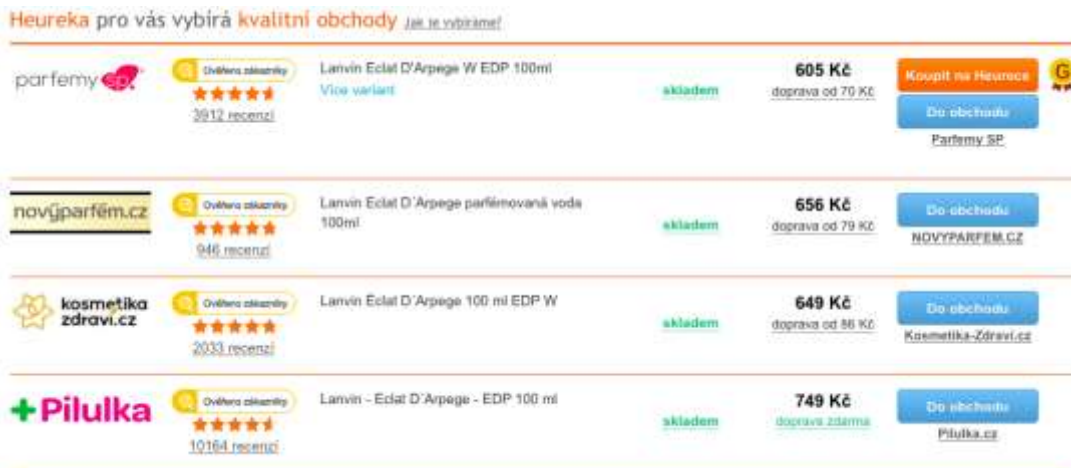 Heureka pro vás vybírá kvalitní obchody Jak je vybíráme?
parfemy sp.
Ověřeno zákazníky
3912 recenzí
Lanvin Eclat D'Arpege W EDP 100ml
Více variant
skladem
605 Kč
doprava od 70 Kč
Koupit na Heurece
G
Do obchodu
Parfemy SP
novýparfém.cz
Ověřeno zákazníky
946 recenzí
Lanvin Eclat D´Arpege parfémovaná voda
100ml
skladem
656 Kč
doprava od 79 Kč
Do obchodu
NOVYPARFEM.CZ
kosmetika
zdraví.cz
Ověřeno zákazníky
2033 recenzí
Lanvin Éclat D´Arpege 100 ml EDP W
skladem
649 Kč
doprava od 86 Kč
Do obchodu
Kosmetika-Zdravi.cz
Pilulka
Ověřeno zákazníky
10164 recenzí
Lanvin - Eclat D´Arpege - EDP 100 ml
skladem
749 Kč
doprava zdarma
Do obchodu
Pilulka.cz